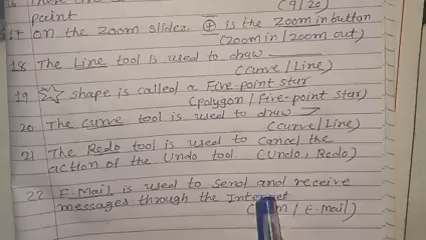 (9/20)
paint
17 on the zoom slider, ⊕ is the zoom in button
(zoom in / zoom out)
18 The Line tool is used to draw —
(curve / Line)
19 ☆☆ shape is called a Five-point star
(polygon / Five-point star)
20 The curve tool is used to draw
(curve / Line)
21 The Redo tool is used to cancel the
action of the Undo tool (Undo, Redo)
22 E-Mail is used to send and receive
messages through the Internet
/ E-mail)